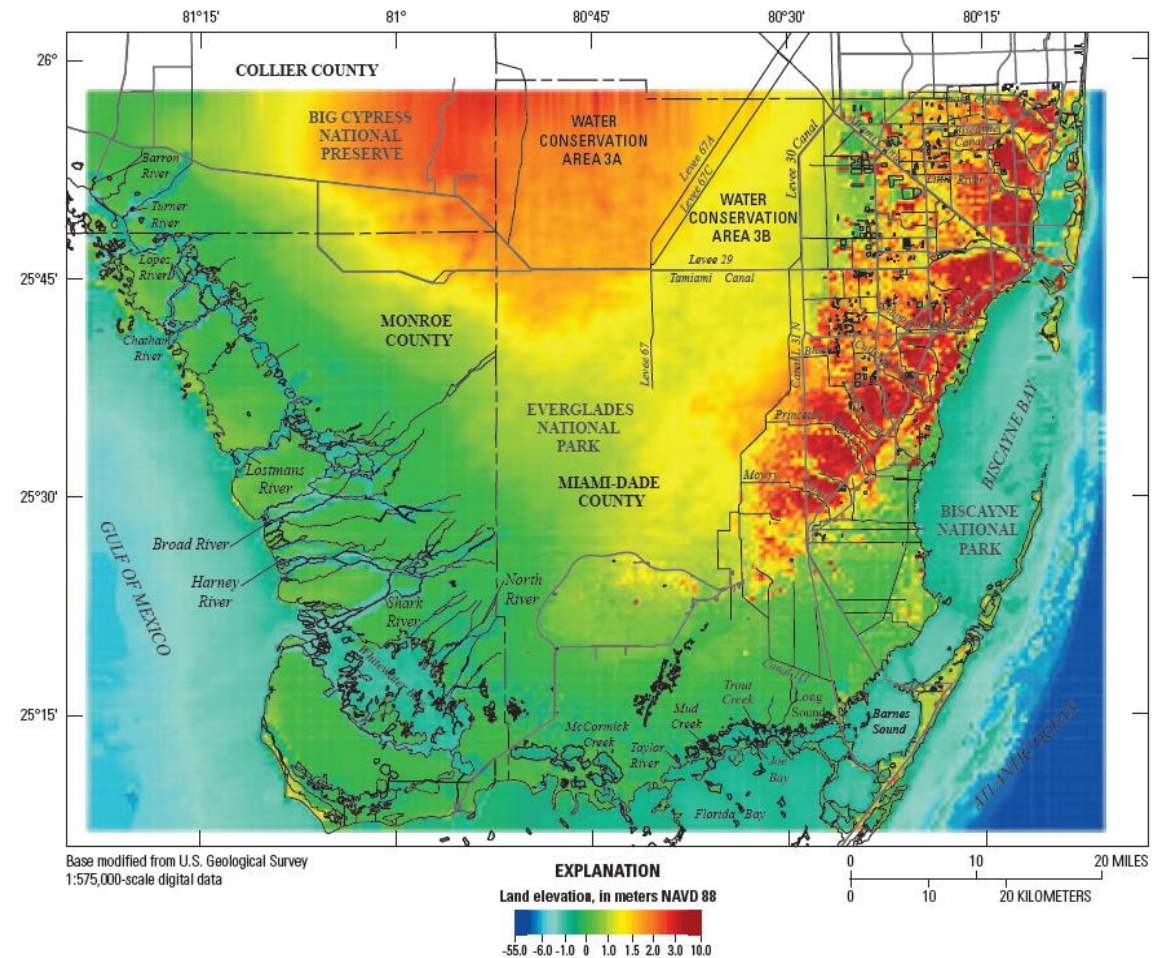 81°15'
81°
80°45'
80°30'
80°15'
26°
COLLIER COUNTY
BIG CYPRESS
NATIONAL
PRESERVE
WATER
CONSERVATION
AREA 3A
Levee 67A
Levee 67C
Levee 30 Canal
Canal
Little River
Barron
River
Turner
River
WATER
CONSERVATION
AREA 3B
Lopez
River
Levee 29
Tamiami Canal
25°45'
MONROE
COUNTY
Chatham
River
Levee 67
Canal L 31 N
EVERGLADES
NATIONAL
PARK
Princeton
BISCAYNE BAY
MIAMI-DADE
COUNTY
Mowry
Lostmans
River
25°30'
BISCAYNE
NATIONAL
PARK
Broad River
GULF OF MEXICO
Harney
River
North
River
Shark
River
25°15'
Trout
Creek
Long
Sound
Mud
Creek
Barnes
Sound
McCormick
Creek
Taylor
River
Joe
Bay
ATLANTIC OCEAN
Florida Bay
Base modified from U.S. Geological Survey
1:575,000-scale digital data
EXPLANATION
Land elevation, in meters NAVD 88
-55.0 -6.0 -1.0 0 1.0 1.5 2.0 3.0 10.0
0 10 20 MILES
0 10 20 KILOMETERS